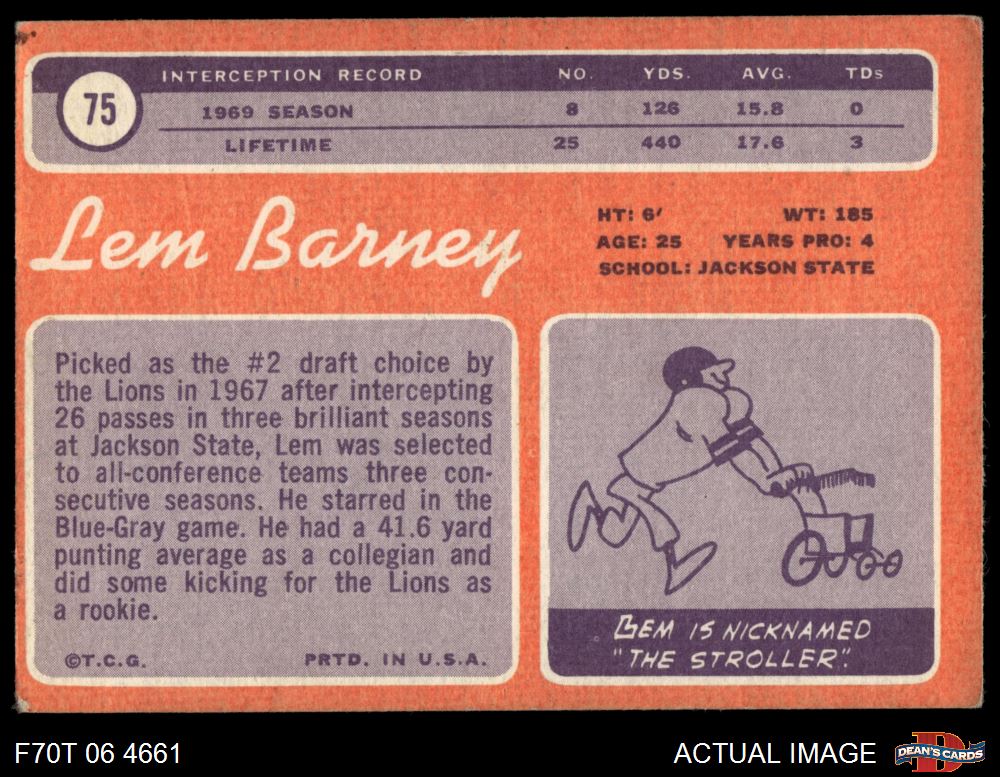 75
INTERCEPTION RECORD NO. YDS. AVG. TDs
1969 SEASON 8 126 15.8 0
LIFETIME 25 440 17.6 3
Lem Barney
HT: 6' WT: 185
AGE: 25 YEARS PRO: 4
SCHOOL: JACKSON STATE
Picked as the #2 draft choice by
the Lions in 1967 after intercepting
26 passes in three brilliant seasons
at Jackson State, Lem was selected
to all-conference teams three con-
secutive seasons. He starred in the
Blue-Gray game. He had a 41.6 yard
punting average as a collegian and
did some kicking for the Lions as
a rookie.
©T.C.G. PRTD. IN U.S.A.
LEM IS NICKNAMED
"THE STROLLER".
F70T 06 4661
ACTUAL IMAGE
D
DEAN'S CARDS